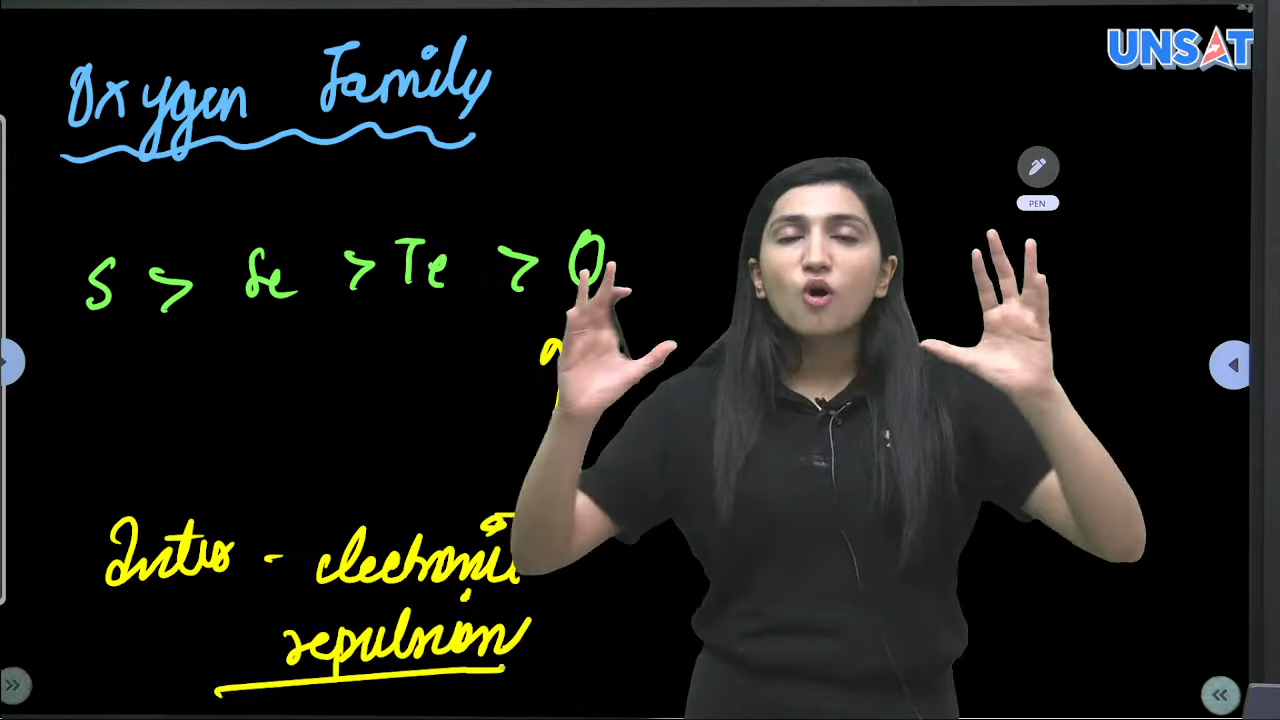 UNSAT
Oxygen Family
PEN
S > Se > Te > O
Inter - electronic
repulsion